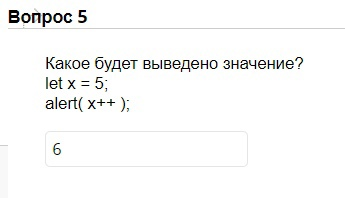 Вопрос 5
Какое будет выведено значение?
let x = 5;
alert( x++ );
6